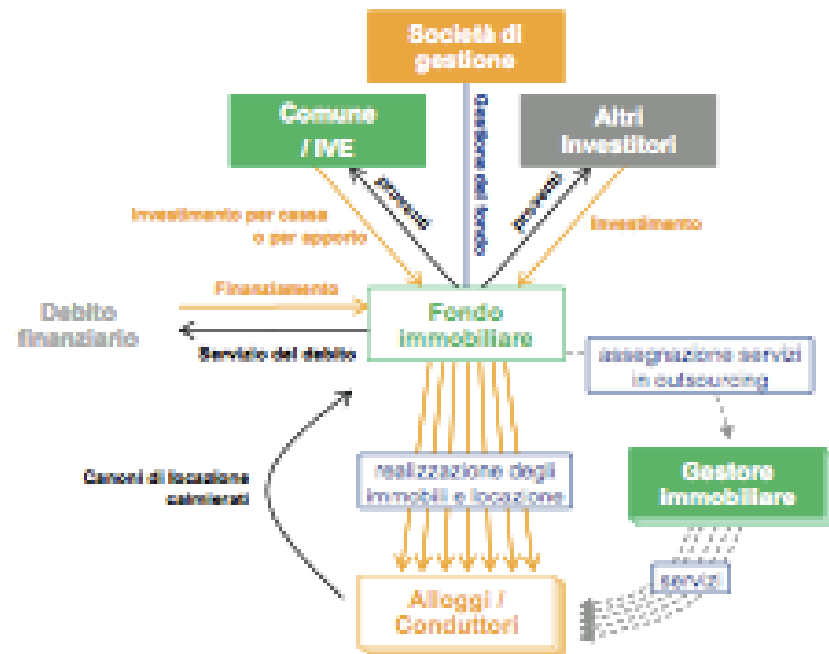 Società di
gestione
Comune
/ IVE
Gestione del fondo
Altri
Investitori
proventi
Investimento per cassa
o per apporto
Investimento
Finanziamento
Debito
finanziario
Fondo
immobiliare
Servizio del debito
assegnazione servizi
in outsourcing
Canoni di locazione
calmierati
realizzazione degli
immobili e locazione
Gestore
immobiliare
servizi
Alloggi /
Conduttori